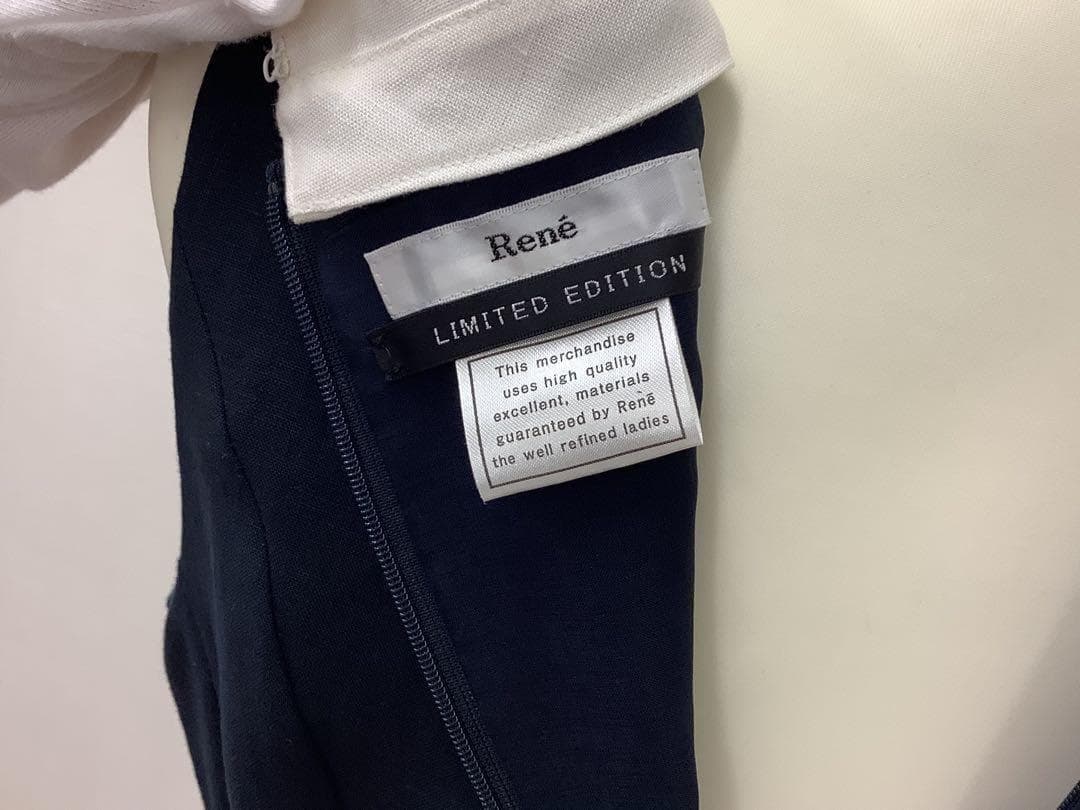 René
LIMITED EDITION
This merchandise
uses high quality
excellent, materials
guaranteed by René
the well refined ladies